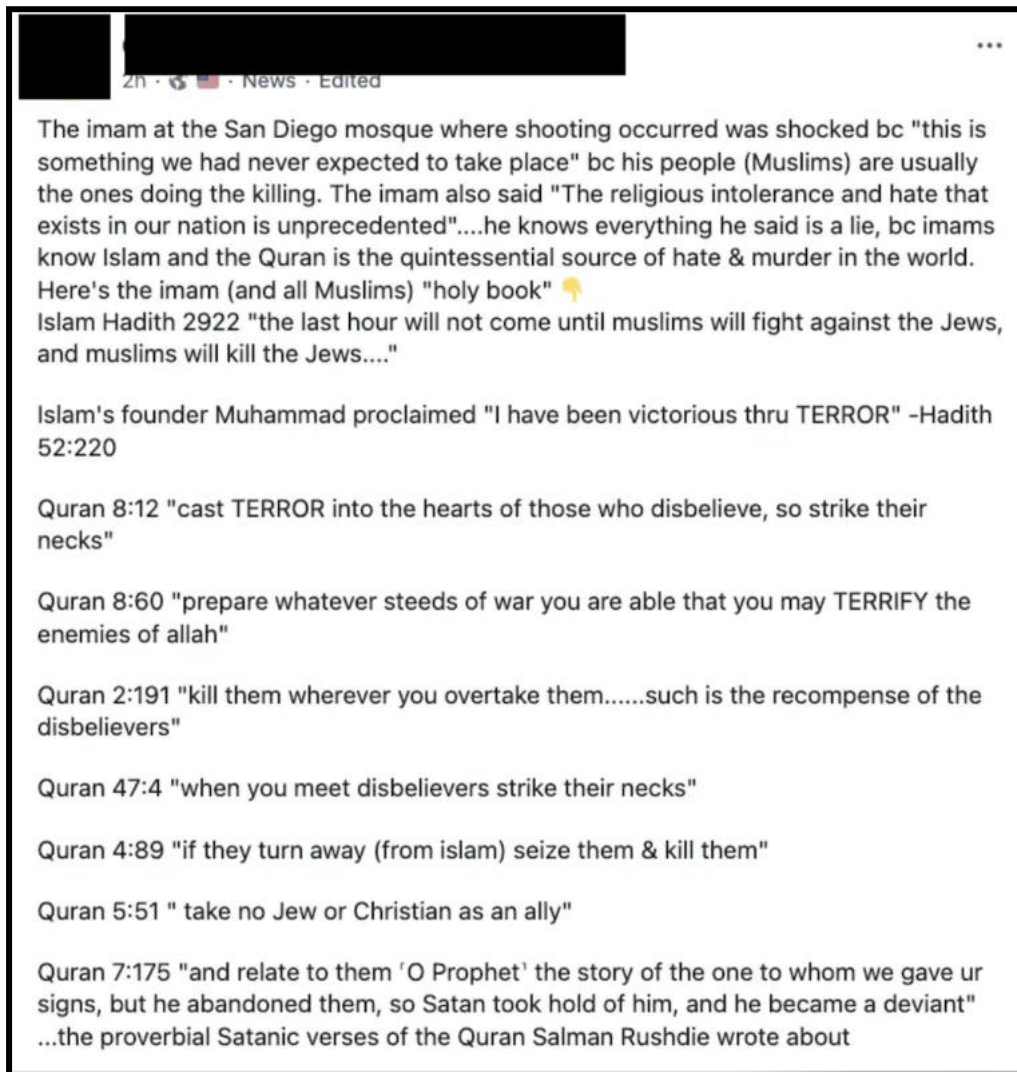 2h · · News · Edited
The imam at the San Diego mosque where shooting occurred was shocked bc "this is
something we had never expected to take place" bc his people (Muslims) are usually
the ones doing the killing. The imam also said "The religious intolerance and hate that
exists in our nation is unprecedented"....he knows everything he said is a lie, bc imams
know Islam and the Quran is the quintessential source of hate & murder in the world.
Here's the imam (and all Muslims) "holy book" 👇
Islam Hadith 2922 "the last hour will not come until muslims will fight against the Jews,
and muslims will kill the Jews...."
Islam's founder Muhammad proclaimed "I have been victorious thru TERROR" -Hadith
52:220
Quran 8:12 "cast TERROR into the hearts of those who disbelieve, so strike their
necks"
Quran 8:60 "prepare whatever steeds of war you are able that you may TERRIFY the
enemies of allah"
Quran 2:191 "kill them wherever you overtake them......such is the recompense of the
disbelievers"
Quran 47:4 "when you meet disbelievers strike their necks"
Quran 4:89 "if they turn away (from islam) seize them & kill them"
Quran 5:51 " take no Jew or Christian as an ally"
Quran 7:175 "and relate to them ˹O Prophet˺ the story of the one to whom we gave ur
signs, but he abandoned them, so Satan took hold of him, and he became a deviant"
...the proverbial Satanic verses of the Quran Salman Rushdie wrote about